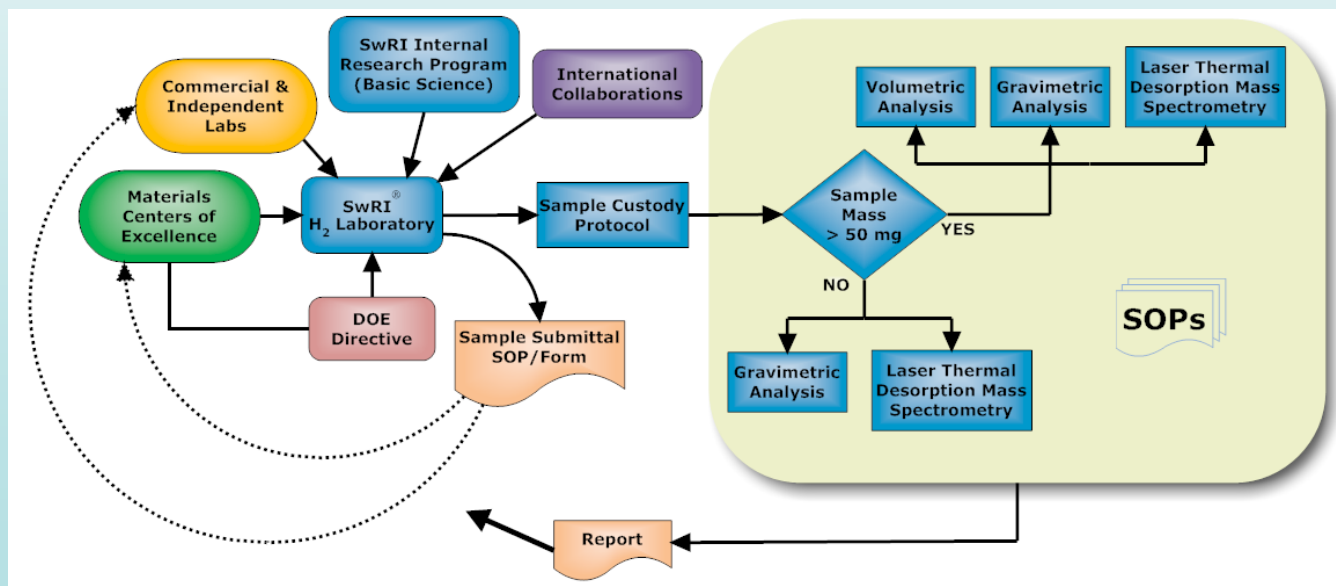 SwRI Internal
Research Program
(Basic Science)
International
Collaborations
Commercial &
Independent
Labs
Materials
Centers of
Excellence
SwRI®
H₂ Laboratory
DOE
Directive
Sample Submittal
SOP/Form
Sample Custody
Protocol
Volumetric
Analysis
Gravimetric
Analysis
Laser Thermal
Desorption Mass
Spectrometry
Sample
Mass
> 50 mg
YES
NO
Gravimetric
Analysis
Laser Thermal
Desorption Mass
Spectrometry
SOPs
Report